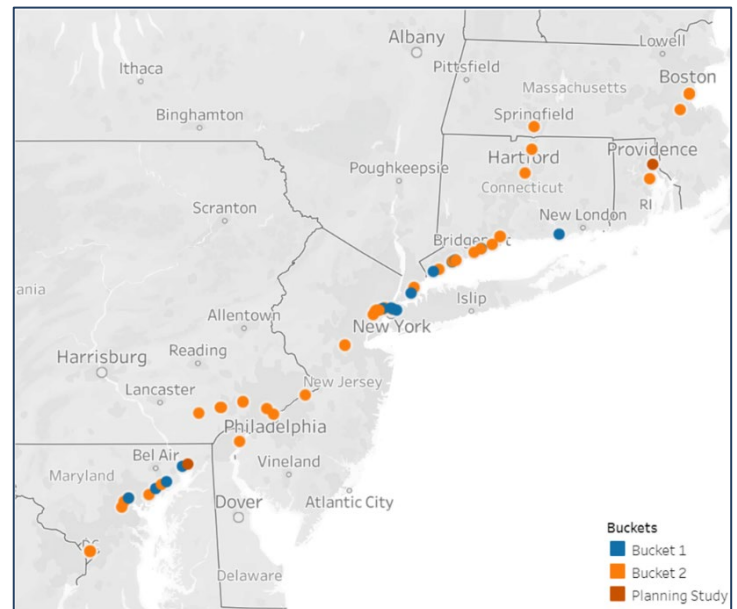 Albany
Lowell
Ithaca
Pittsfield
Boston
Massachusetts
Binghamton
Springfield
Hartford
Providence
Poughkeepsie
Connecticut
Scranton
New London
RI
ania
Islip
Allentown
New York
Harrisburg
Reading
Lancaster
New Jersey
Philadelphia
Bel Air
Maryland
Vineland
Dover
Atlantic City
Buckets
Bucket 1
Bucket 2
Delaware
Planning Study